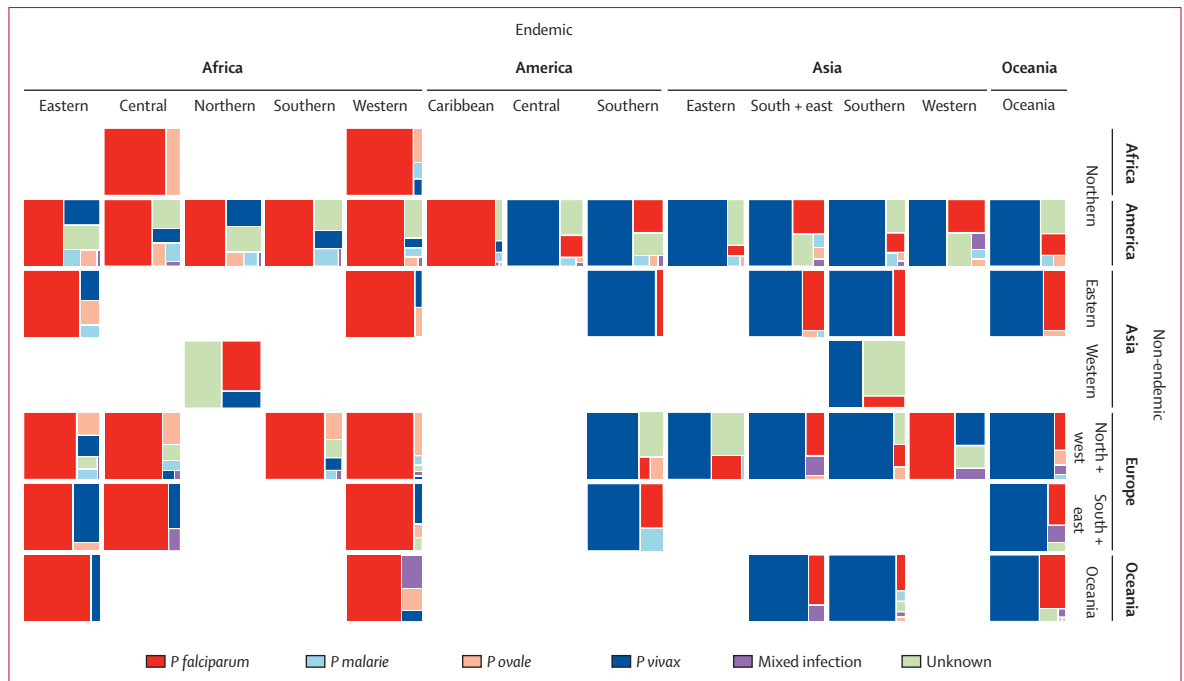 Endemic
Africa America Asia Oceania
Eastern Central Northern Southern Western Caribbean Central Southern Eastern South + east Southern Western Oceania
Northern
Africa
America
Eastern
Western
Asia
Non-endemic
North +
west
South +
east
Europe
Oceania
Oceania
P falciparum P malarie P ovale P vivax Mixed infection Unknown